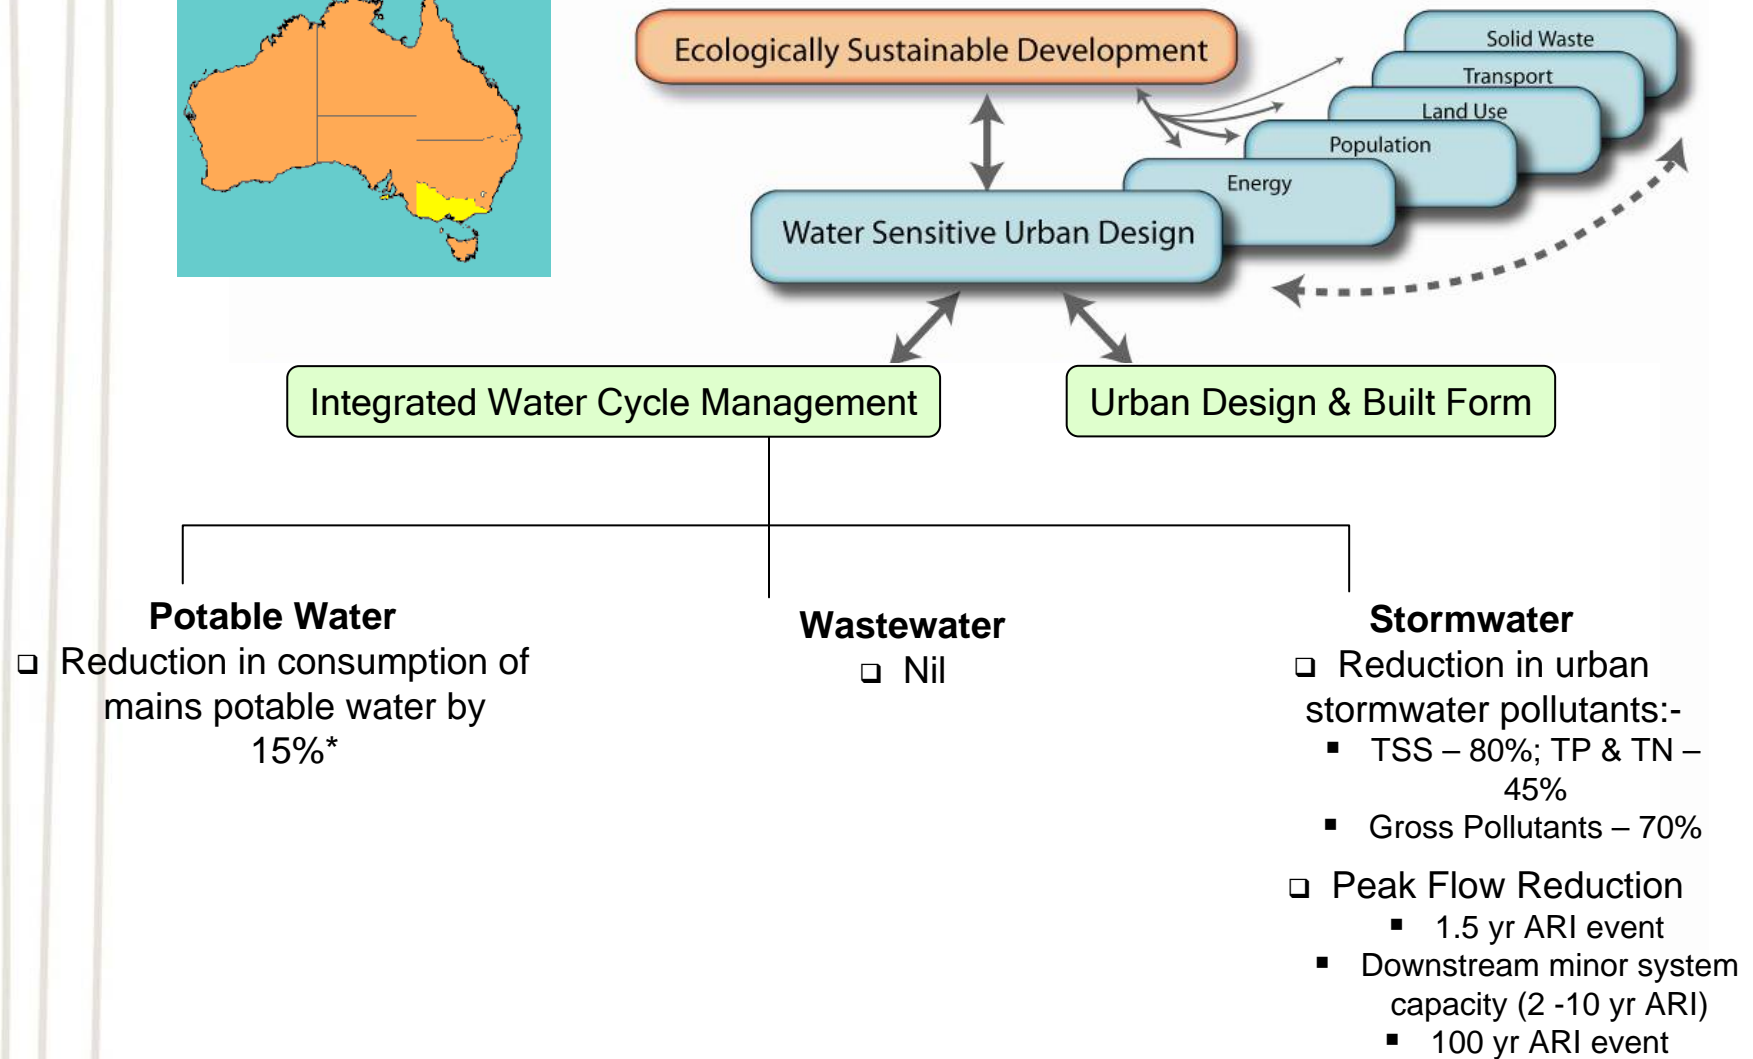 Ecologically Sustainable Development
Solid Waste
Transport
Land Use
Population
Energy
Water Sensitive Urban Design
Integrated Water Cycle Management
Urban Design & Built Form
Potable Water
❑ Reduction in consumption of
mains potable water by
15%*
Wastewater
❑ Nil
Stormwater
❑ Reduction in urban
stormwater pollutants:-
▪ TSS – 80%; TP & TN –
45%
▪ Gross Pollutants – 70%
❑ Peak Flow Reduction
▪ 1.5 yr ARI event
▪ Downstream minor system
capacity (2 -10 yr ARI)
▪ 100 yr ARI event